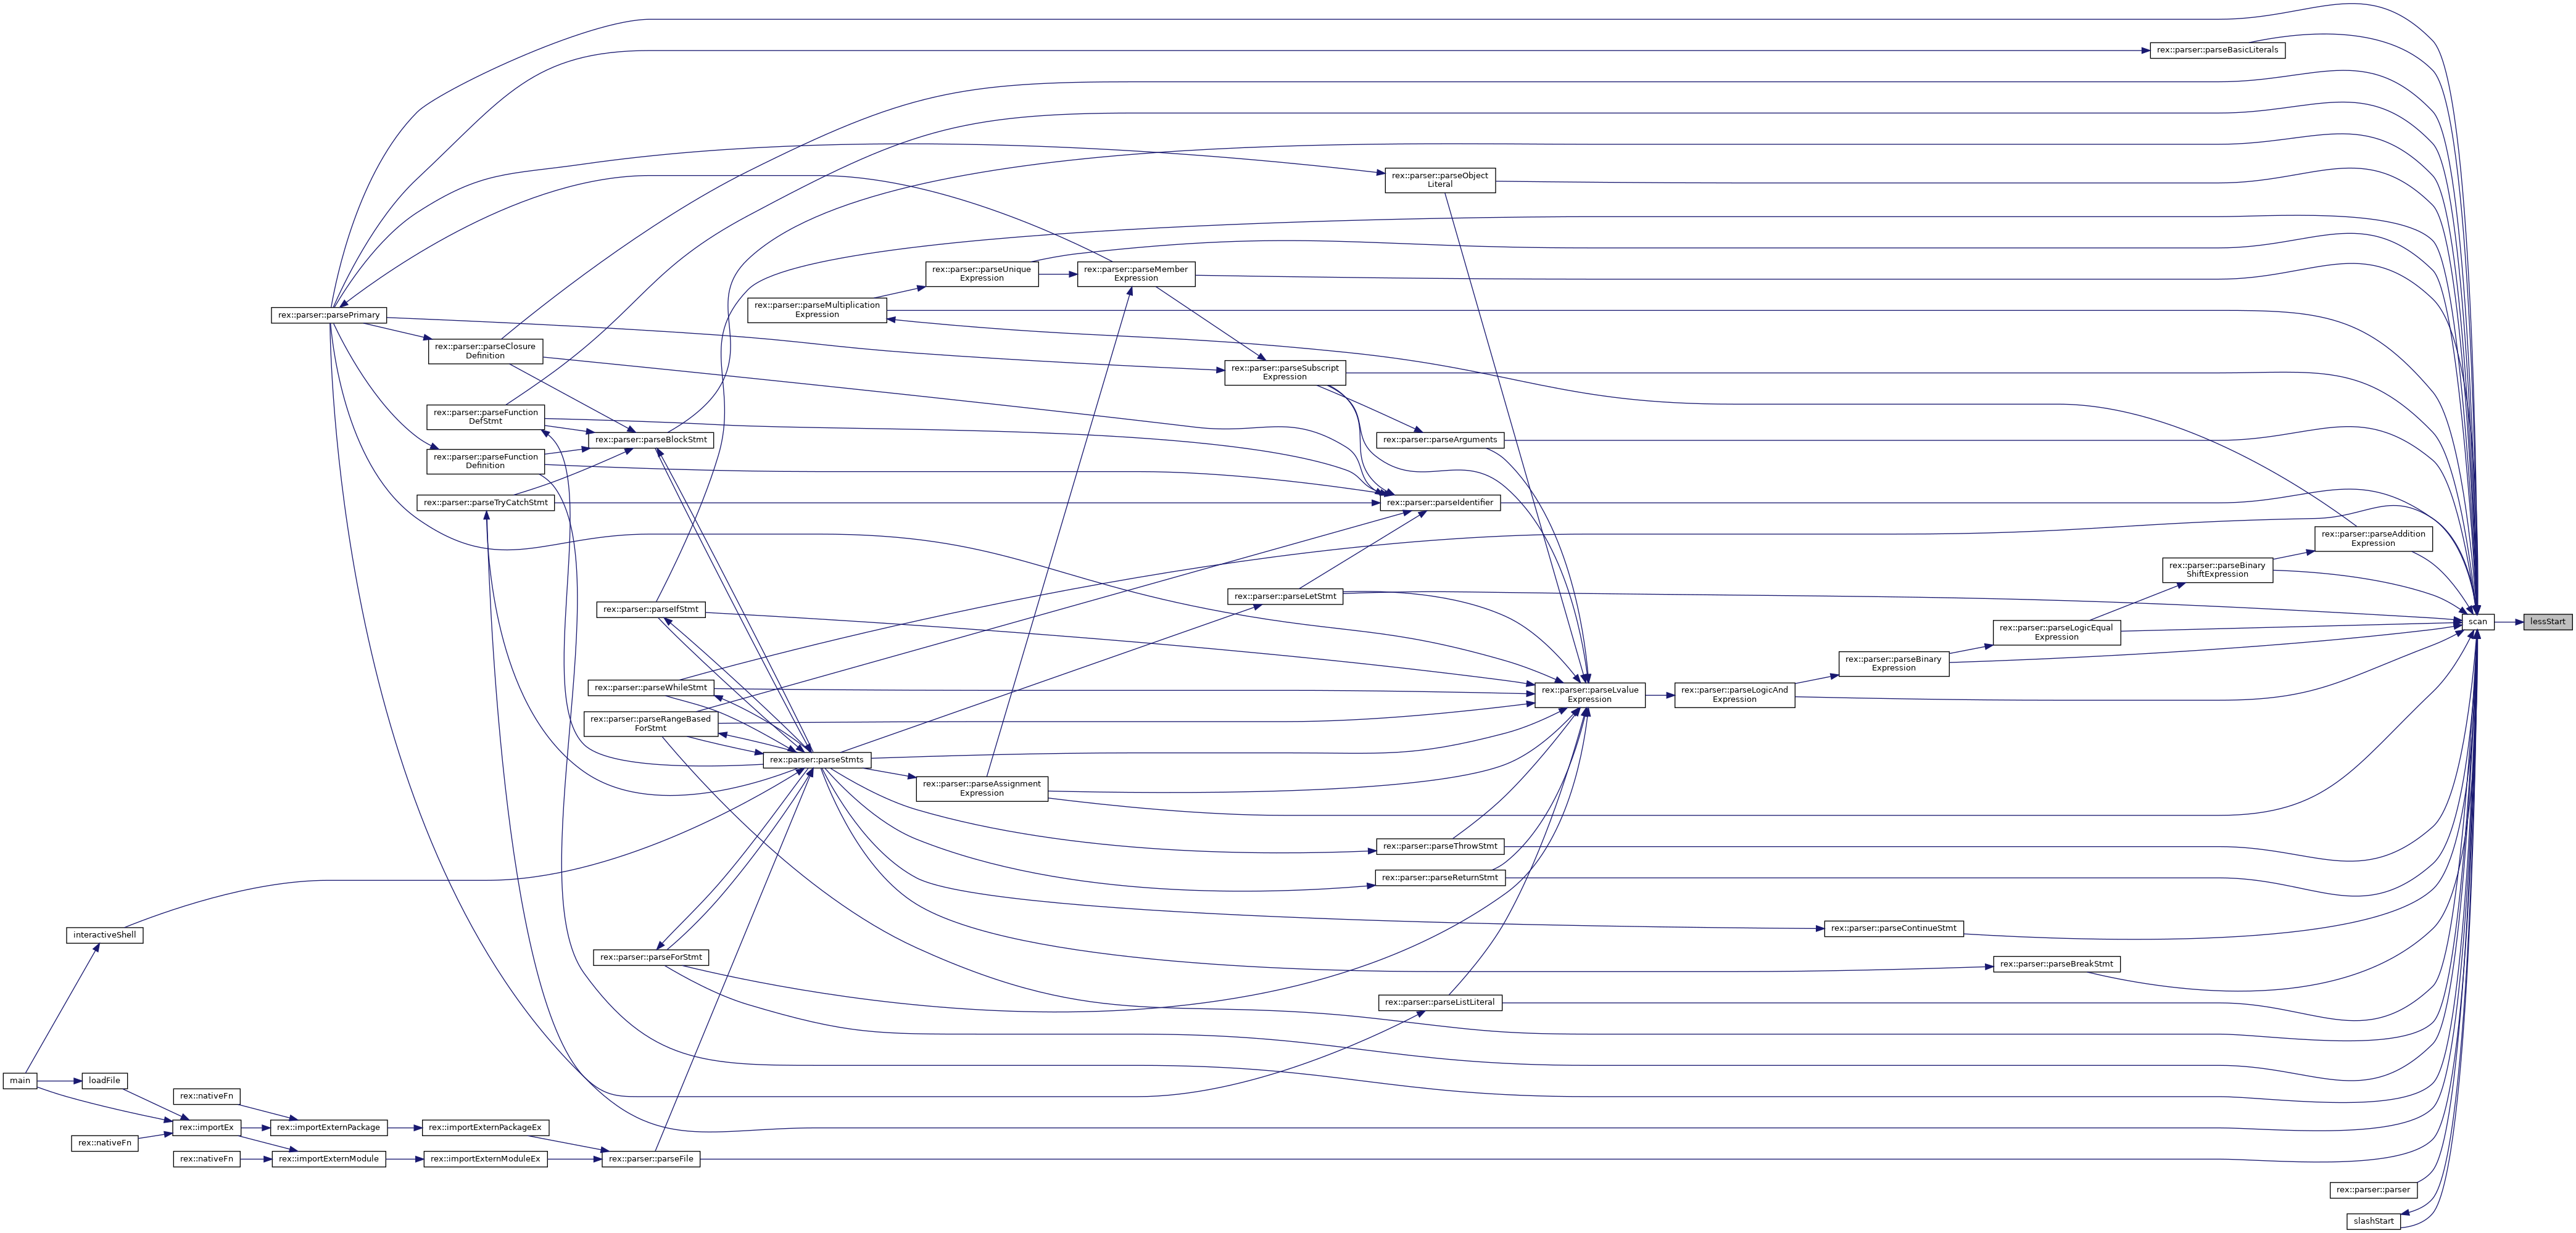 rex::parser::parseBasicLiterals
rex::parser::parseObject
Literal
rex::parser::parseUnique
Expression
rex::parser::parseMember
Expression
rex::parser::parseMultiplication
Expression
rex::parser::parsePrimary
rex::parser::parseClosure
Definition
rex::parser::parseSubscript
Expression
rex::parser::parseFunction
DefStmt
rex::parser::parseBlockStmt
rex::parser::parseArguments
rex::parser::parseFunction
Definition
rex::parser::parseTryCatchStmt
rex::parser::parseIdentifier
rex::parser::parseAddition
Expression
rex::parser::parseBinary
ShiftExpression
rex::parser::parseLetStmt
rex::parser::parseIfStmt
scan
lessStart
rex::parser::parseLogicEqual
Expression
rex::parser::parseBinary
Expression
rex::parser::parseWhileStmt
rex::parser::parseLvalue
Expression
rex::parser::parseLogicAnd
Expression
rex::parser::parseRangeBased
ForStmt
rex::parser::parseStmts
rex::parser::parseAssignment
Expression
rex::parser::parseThrowStmt
rex::parser::parseReturnStmt
interactiveShell
rex::parser::parseContinueStmt
rex::parser::parseForStmt
rex::parser::parseBreakStmt
rex::parser::parseListLiteral
main
loadFile
rex::nativeFn
rex::importEx
rex::importExternPackage
rex::importExternPackageEx
rex::nativeFn
rex::nativeFn
rex::importExternModule
rex::importExternModuleEx
rex::parser::parseFile
rex::parser::parser
slashStart